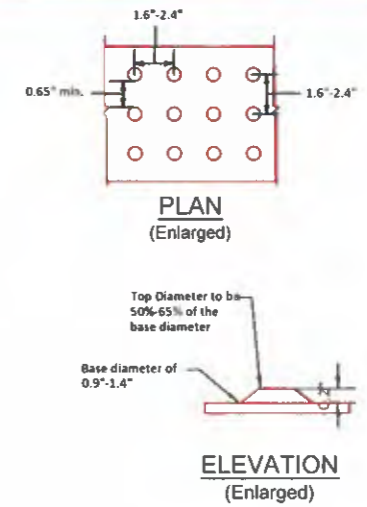 1.6"-2.4"
0.65" min.
1.6"-2.4"
PLAN
(Enlarged)
Top Diameter to be
50%-65% of the
base diameter
Base diameter of
0.9"-1.4"
ELEVATION
(Enlarged)